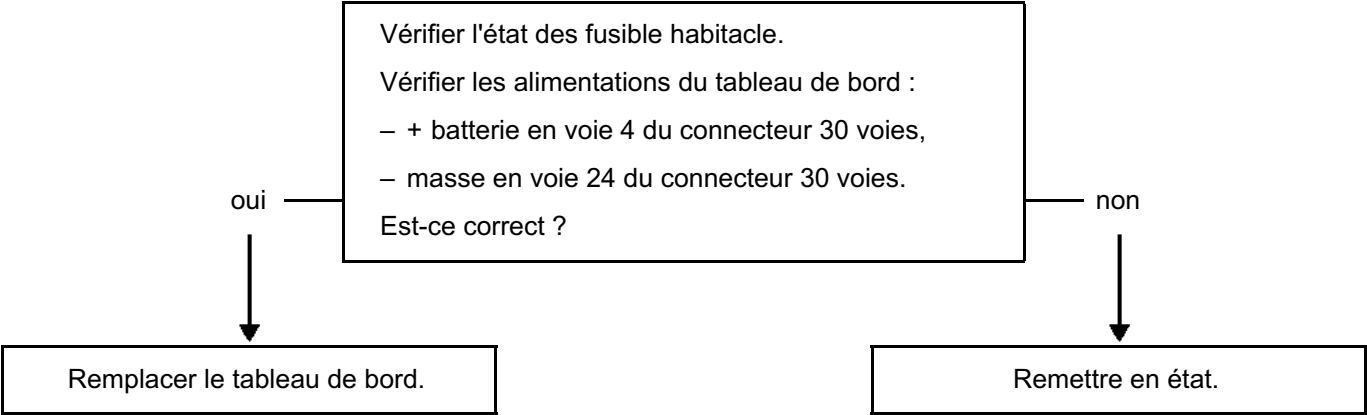 Vérifier l'état des fusible habitacle.
Vérifier les alimentations du tableau de bord :
– + batterie en voie 4 du connecteur 30 voies,
– masse en voie 24 du connecteur 30 voies.
Est-ce correct ?
oui
non
Remplacer le tableau de bord.
Remettre en état.